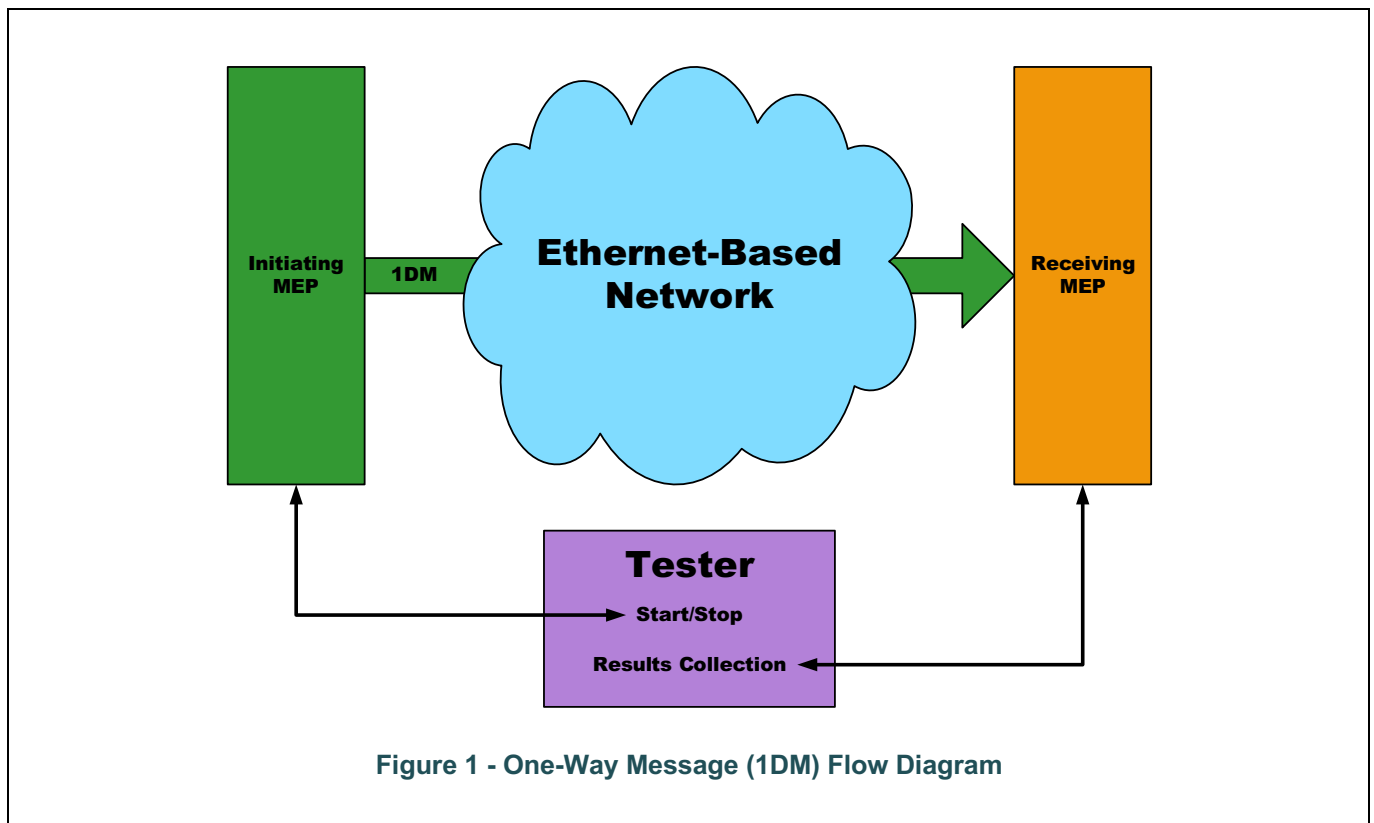 Initiating
MEP
1DM
Ethernet-Based
Network
Receiving
MEP
Tester
Start/Stop
Results Collection
Figure 1 - One-Way Message (1DM) Flow Diagram